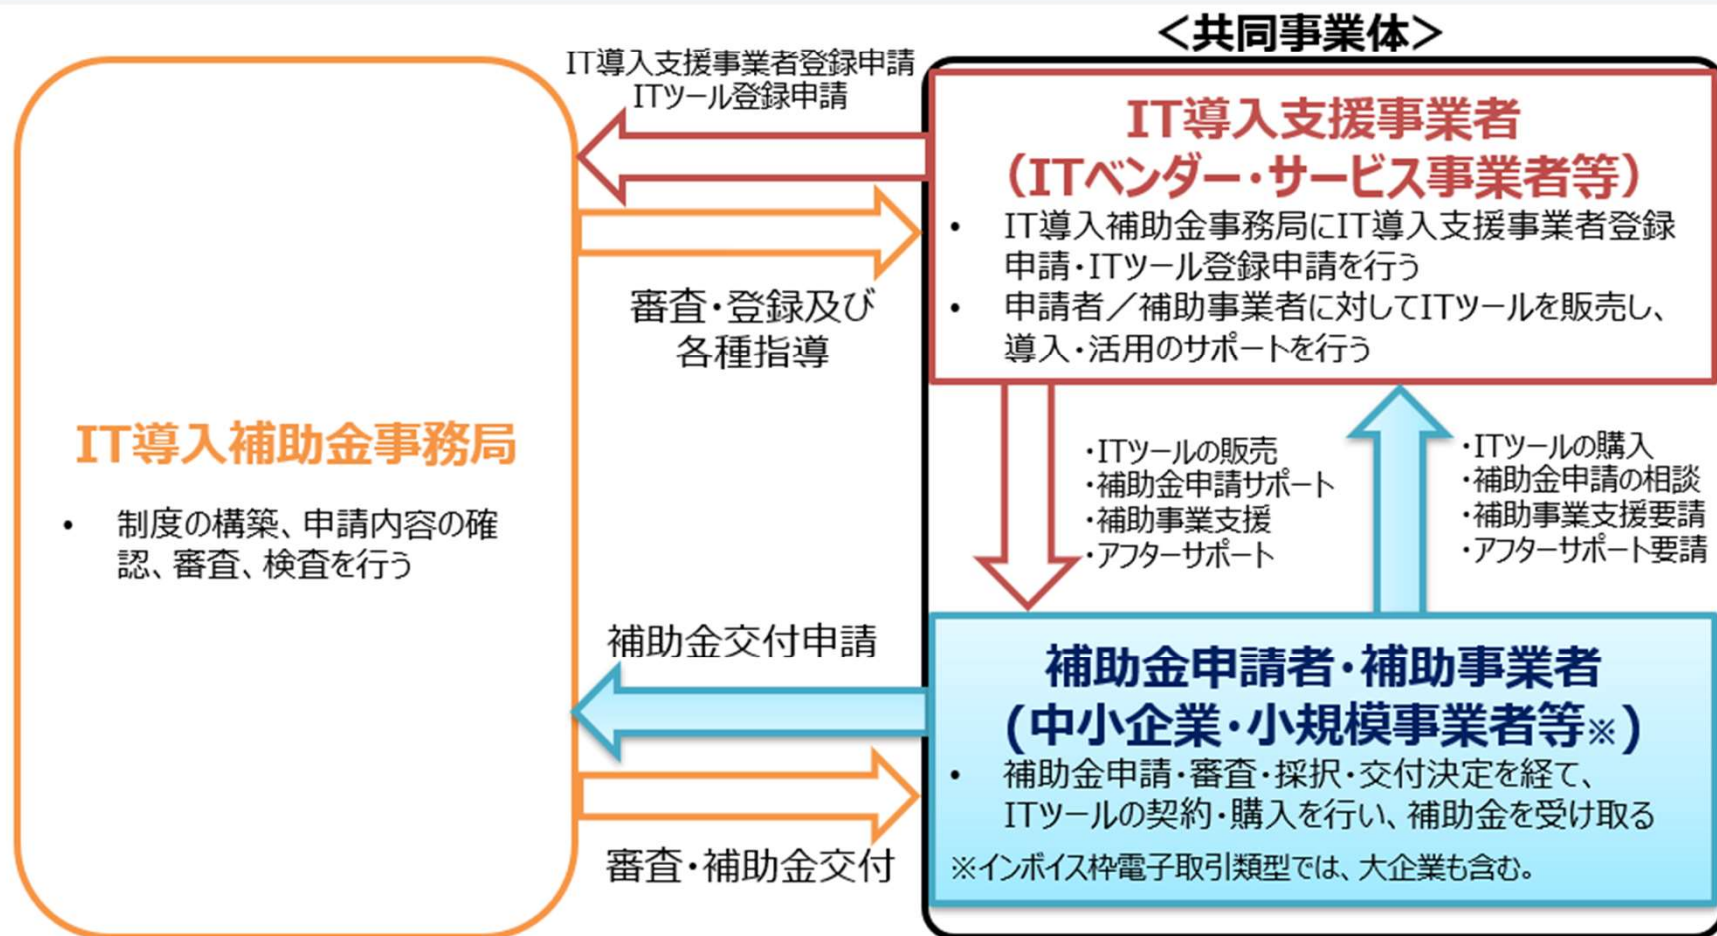 <共同事業体>
IT導入支援事業者登録申請
ITツール登録申請
審査・登録及び
各種指導
IT導入支援事業者
（ITベンダー・サービス事業者等）
• IT導入補助金事務局にIT導入支援事業者登録
申請・ITツール登録申請を行う
• 申請者／補助事業者に対してITツールを販売し、
導入・活用のサポートを行う
IT導入補助金事務局
• 制度の構築、申請内容の確
認、審査、検査を行う
・ITツールの販売
・補助金申請サポート
・補助事業支援
・アフターサポート
・ITツールの購入
・補助金申請の相談
・補助事業支援要請
・アフターサポート要請
補助金交付申請
審査・補助金交付
補助金申請者・補助事業者
(中小企業・小規模事業者等※)
• 補助金申請・審査・採択・交付決定を経て、
ITツールの契約・購入を行い、補助金を受け取る
※インボイス枠電子取引類型では、大企業も含む。